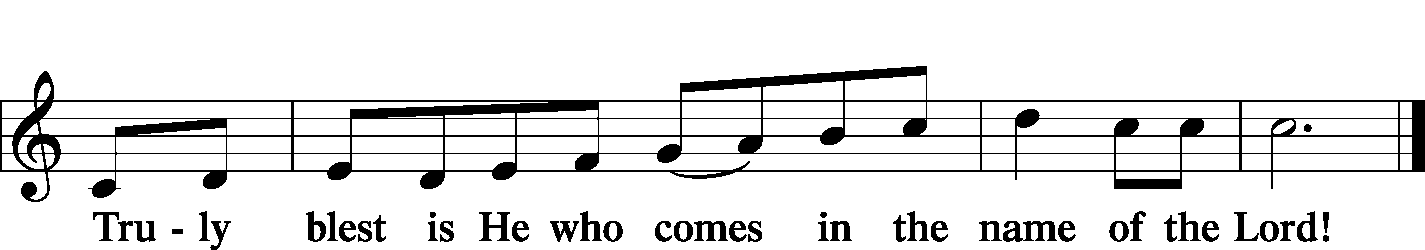 Tru - ly blest is He who comes in the name of the Lord!